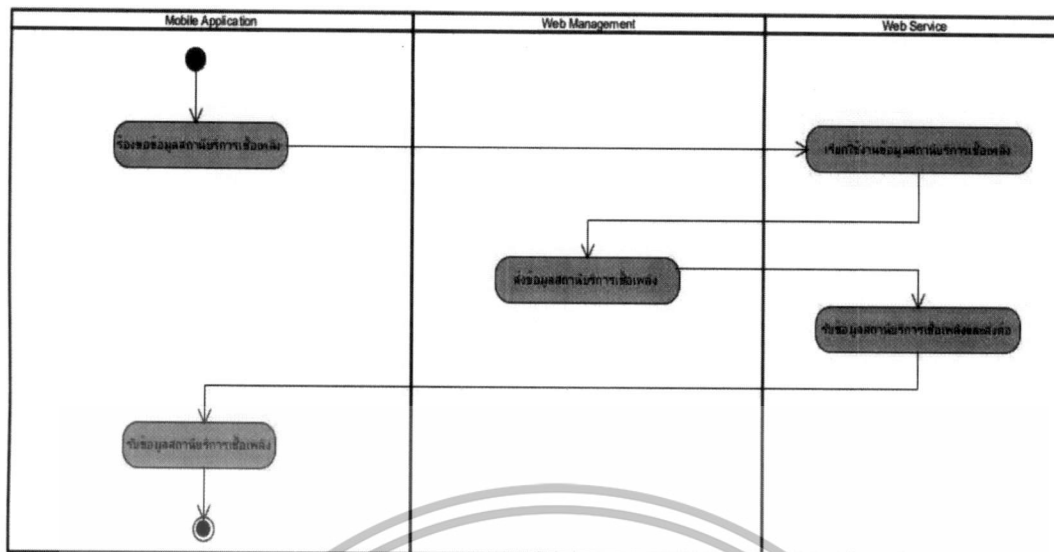 Mobile Application
Web Management
Web Service
ร้องขอข้อมูลสถานีบริการเชื้อเพลิง
เรียกใช้งานข้อมูลสถานีบริการเชื้อเพลิง
ส่งข้อมูลสถานีบริการเชื้อเพลิง
รับข้อมูลสถานีบริการเชื้อเพลิงและส่งต่อ
รับข้อมูลสถานีบริการเชื้อเพลิง